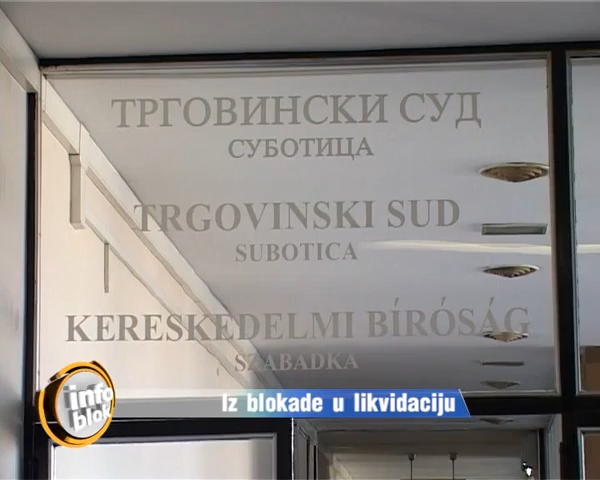 ТРГОВИНСКИ СУД
СУБОТИЦА
TRGOVINSKI SUD
SUBOTICA
KERESKEDELMI BÍRÓSÁG
SZABADKA
info
blok
Iz blokade u likvidaciju